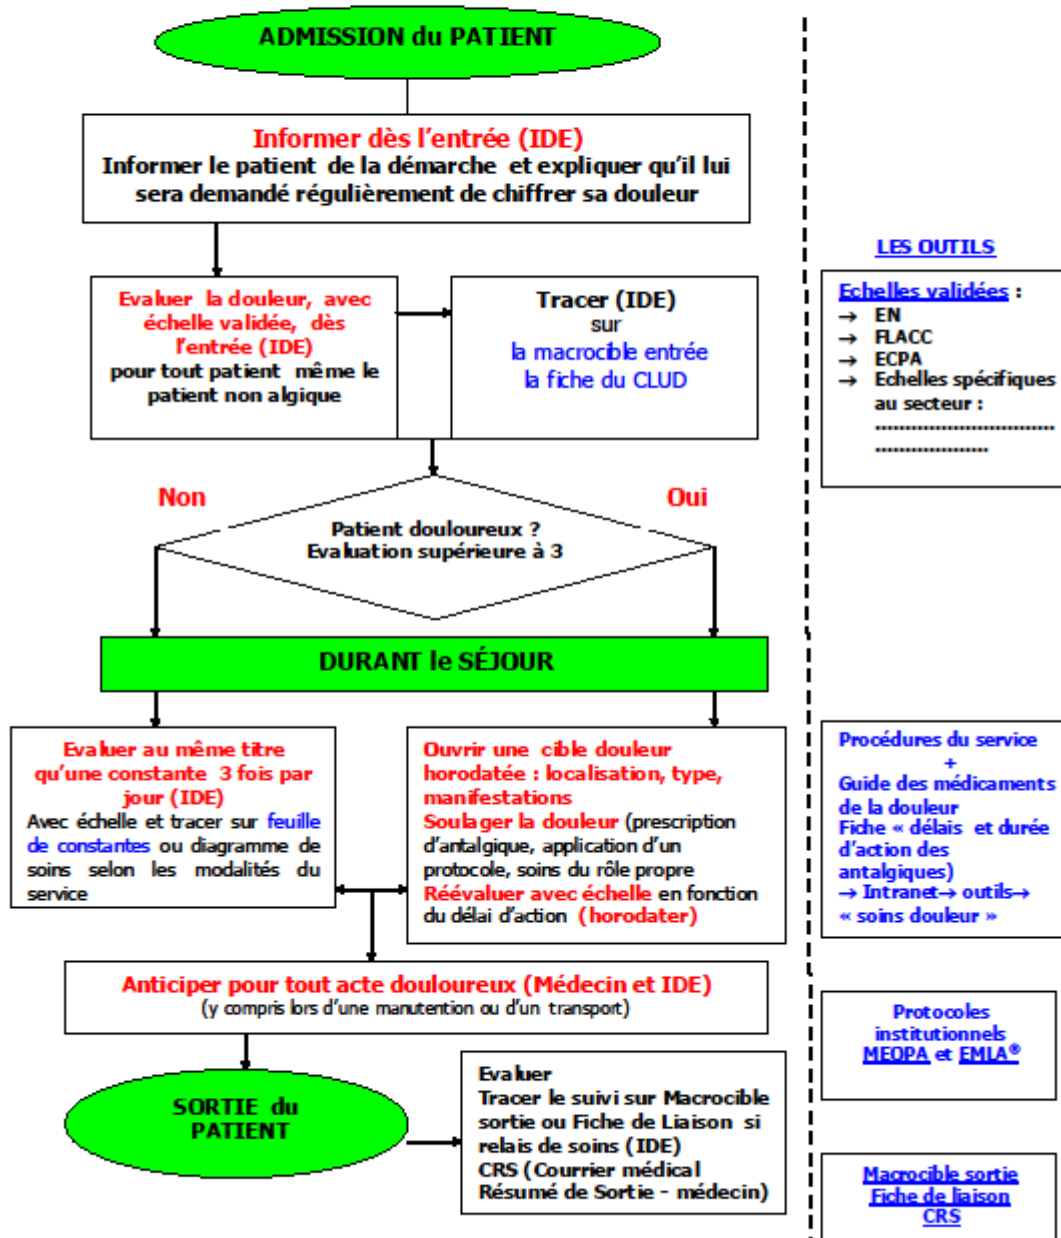 ADMISSION du PATIENT
Informer dès l'entrée (IDE)
Informer le patient de la démarche et expliquer qu'il lui
sera demandé régulièrement de chiffrer sa douleur
Evaluer la douleur, avec
échelle validée, dès
l'entrée (IDE)
pour tout patient même le
patient non algique
Tracer (IDE)
sur
la macrocible entrée
la fiche du CLUD
LES OUTILS
Echelles validées :
→ EN
→ FLACC
→ ECPA
→ Echelles spécifiques
au secteur :
...............................
...................
Non
Oui
Patient douloureux ?
Evaluation supérieure à 3
DURANT le SÉJOUR
Evaluer au même titre
qu'une constante 3 fois par
jour (IDE)
Avec échelle et tracer sur feuille
de constantes ou diagramme de
soins selon les modalités du
service
Ouvrir une cible douleur
horodatée : localisation, type,
manifestations
Soulager la douleur (prescription
d'antalgique, application d'un
protocole, soins du rôle propre
Réévaluer avec échelle en fonction
du délai d'action (horodater)
Procédures du service
+
Guide des médicaments
de la douleur
Fiche « délais et durée
d'action des
antalgiques)
→ Intranet→ outils→
« soins douleur »
Anticiper pour tout acte douloureux (Médecin et IDE)
(y compris lors d'une manutention ou d'un transport)
Protocoles
institutionnels
MEOPA et EMLA®
SORTIE du
PATIENT
Evaluer
Tracer le suivi sur Macrocible
sortie ou Fiche de Liaison si
relais de soins (IDE)
CRS (Courrier médical
Résumé de Sortie - médecin)
Macrocible sortie
Fiche de liaison
CRS